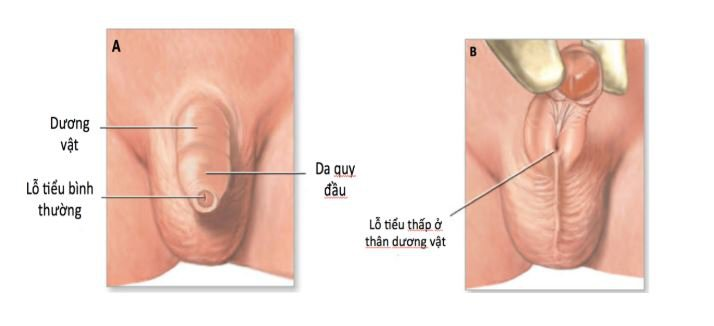 A
Dương
vật
Lỗ tiểu bình
thường
Da quy
đầu
B
Lỗ tiểu thấp ở
thân dương vật